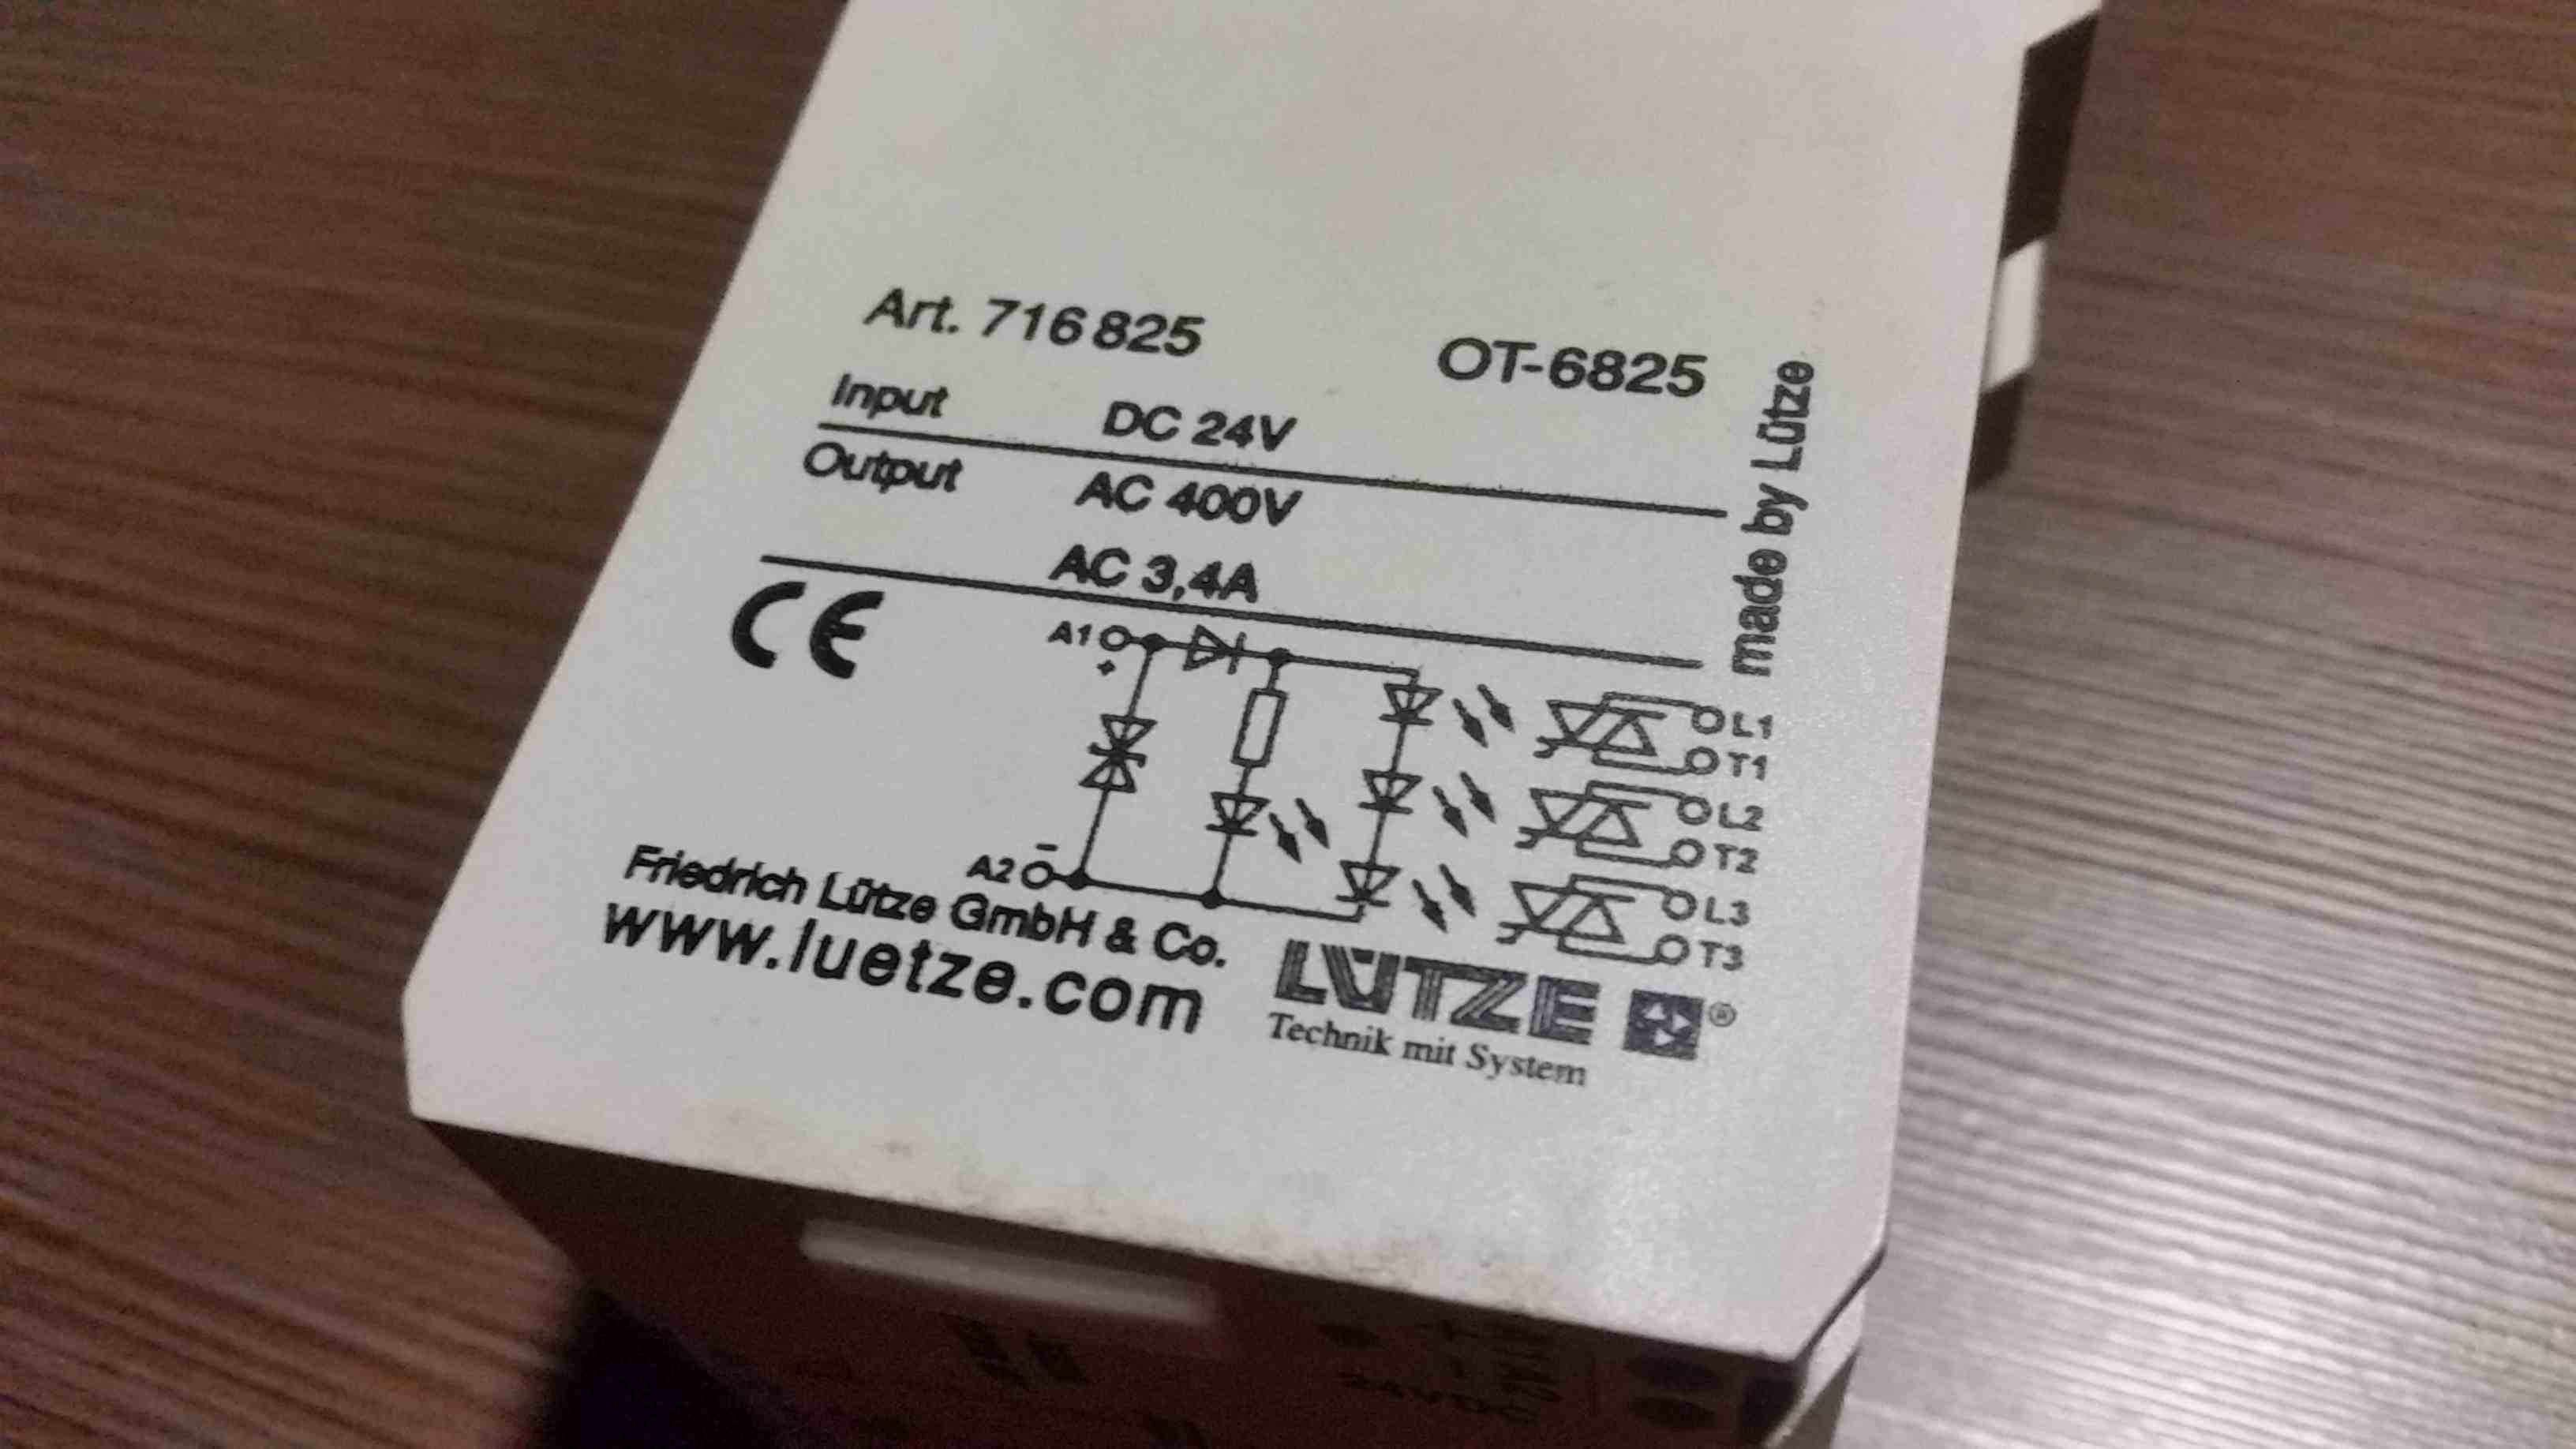 Art. 716 825 OT-6825
Input DC 24V
Output AC 400V
AC 3,4A
made by Lütze
CE
A1
+
L1
T1
L2
T2
L3
T3
A2
-
Friedrich Lütze GmbH & Co.
www.luetze.com
LÜTZE ®
Technik mit System